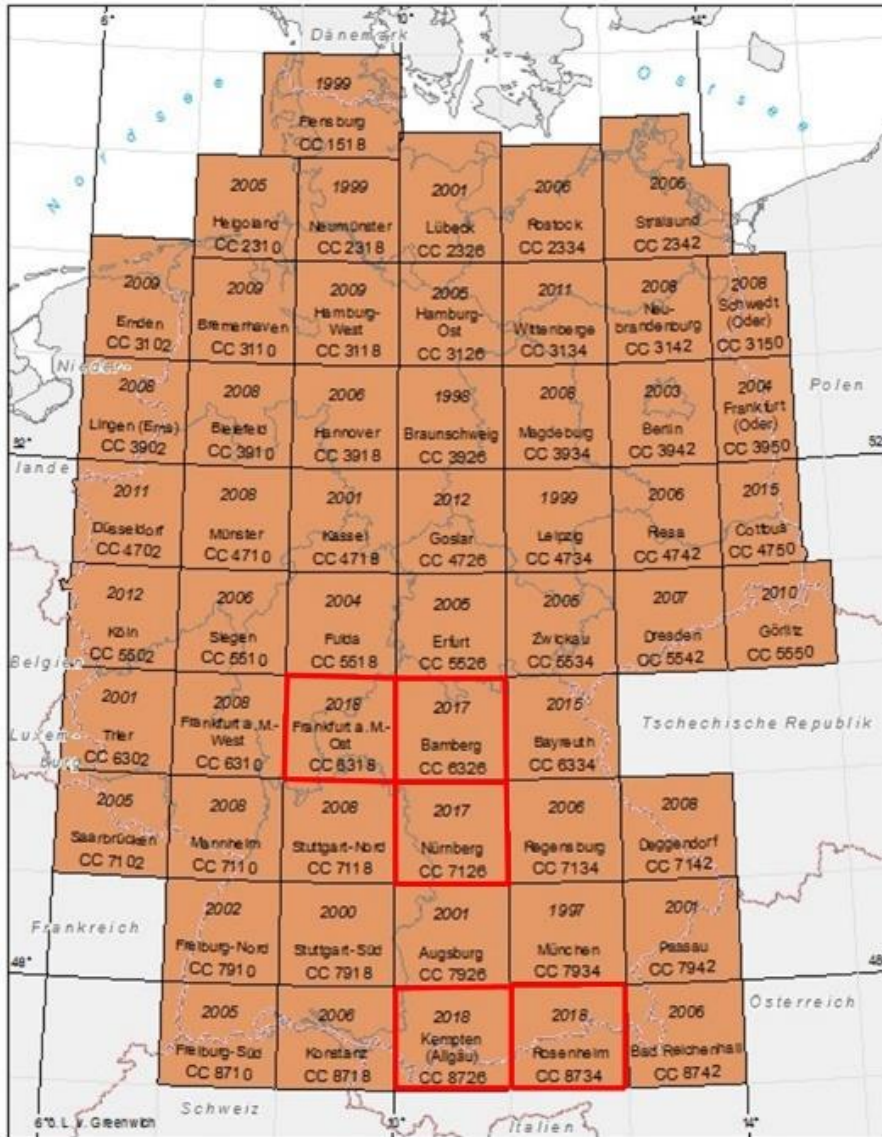 6°
10°
14°
Dänemark
Nordsee
Ostsee
1999
Flensburg
CC 1518
2005
Helgoland
CC 2310
1999
Neumünster
CC 2318
2001
Lübeck
CC 2326
2006
Rostock
CC 2334
2006
Stralsund
CC 2342
2009
Emden
CC 3102
2009
Bremerhaven
CC 3110
2009
Hamburg-
West
CC 3118
2005
Hamburg-
Ost
CC 3126
2011
Wittenberge
CC 3134
2008
Neu-
brandenburg
CC 3142
2008
Schwedt
(Oder)
CC 3150
Nieder-
lande
Polen
2008
Lingen (Ems)
CC 3902
2008
Bielefeld
CC 3910
2006
Hannover
CC 3918
1998
Braunschweig
CC 3926
2008
Magdeburg
CC 3934
2003
Berlin
CC 3942
2004
Frankfurt
(Oder)
CC 3950
52°
52
2011
Düsseldorf
CC 4702
2008
Münster
CC 4710
2001
Kassel
CC 4718
2012
Goslar
CC 4726
1999
Leipzig
CC 4734
2006
Riesa
CC 4742
2015
Cottbus
CC 4750
2012
Köln
CC 5502
2006
Siegen
CC 5510
2004
Fulda
CC 5518
2005
Erfurt
CC 5526
2005
Zwickau
CC 5534
2007
Dresden
CC 5542
2010
Görlitz
CC 5550
Belgien
2001
Trier
CC 6302
2008
Frankfurt a.M.-
West
CC 6310
2018
Frankfurt a.M.-
Ost
CC 6318
2017
Bamberg
CC 6326
2015
Bayreuth
CC 6334
Tschechische Republik
Luxem-
burg
2005
Saarbrücken
CC 7102
2008
Mannheim
CC 7110
2008
Stuttgart-Nord
CC 7118
2017
Nürnberg
CC 7126
2006
Regensburg
CC 7134
2008
Deggendorf
CC 7142
Frankreich
2002
Freiburg-Nord
CC 7910
2000
Stuttgart-Süd
CC 7918
2001
Augsburg
CC 7926
1997
München
CC 7934
2001
Passau
CC 7942
48°
48
2005
Freiburg-Süd
CC 8710
2006
Konstanz
CC 8718
2018
Kempten
(Allgäu)
CC 8726
2018
Rosenheim
CC 8734
2006
Bad Reichenhall
CC 8742
Österreich
Schweiz
Italien
6°ö. L. v. Greenwich
10°
14°